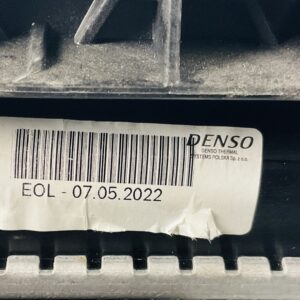 DENSO
DENSO THERMAL
SYSTEMS POLSKA Sp. z o.o.
EOL - 07.05.2022